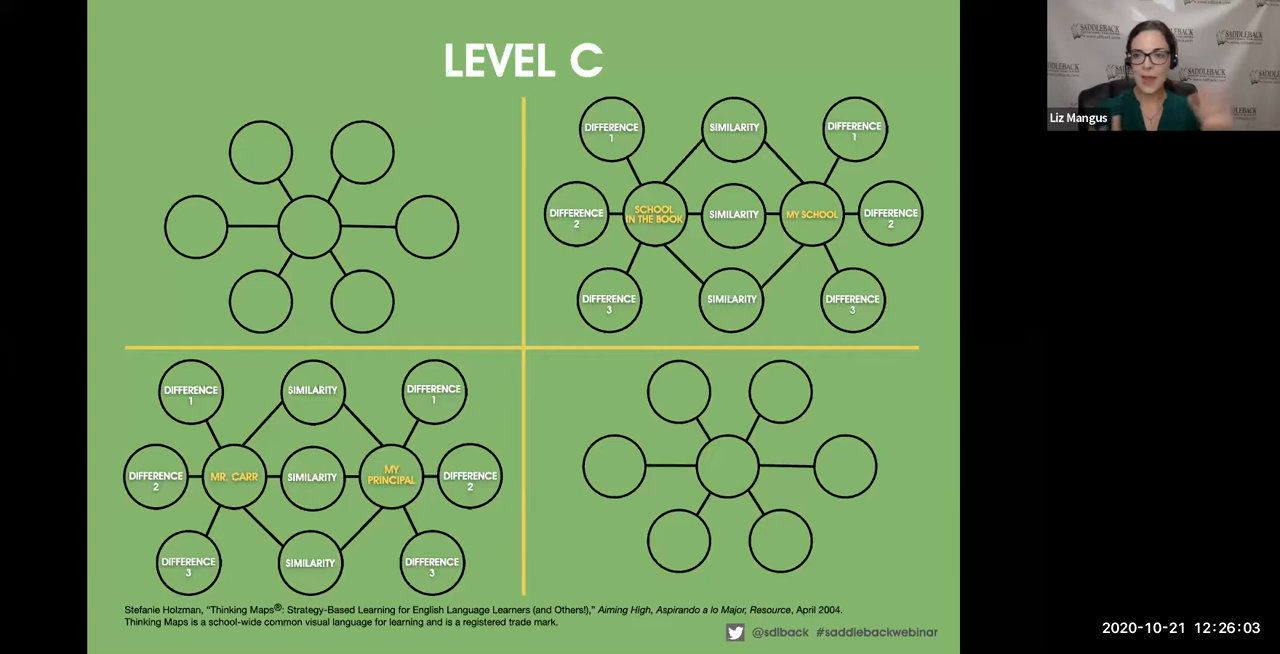 LEVEL C
DIFFERENCE
1
SIMILARITY
DIFFERENCE
1
DIFFERENCE
2
SCHOOL
IN THE BOOK
SIMILARITY
MY SCHOOL
DIFFERENCE
2
DIFFERENCE
3
SIMILARITY
DIFFERENCE
3
DIFFERENCE
1
SIMILARITY
DIFFERENCE
1
DIFFERENCE
2
MR. CARR
SIMILARITY
MY
PRINCIPAL
DIFFERENCE
2
DIFFERENCE
3
SIMILARITY
DIFFERENCE
3
Stefanie Holzman, “Thinking Maps®: Strategy-Based Learning for English Language Learners (and Others!),” Aiming High, Aspirando a lo Major, Resource, April 2004.
Thinking Maps is a school-wide common visual language for learning and is a registered trade mark.
@sdlback #saddlebackwebinar
SADDLEBACK
SADDLEBACK
SADDLEBACK
Liz Mangus
2020-10-21 12:26:03